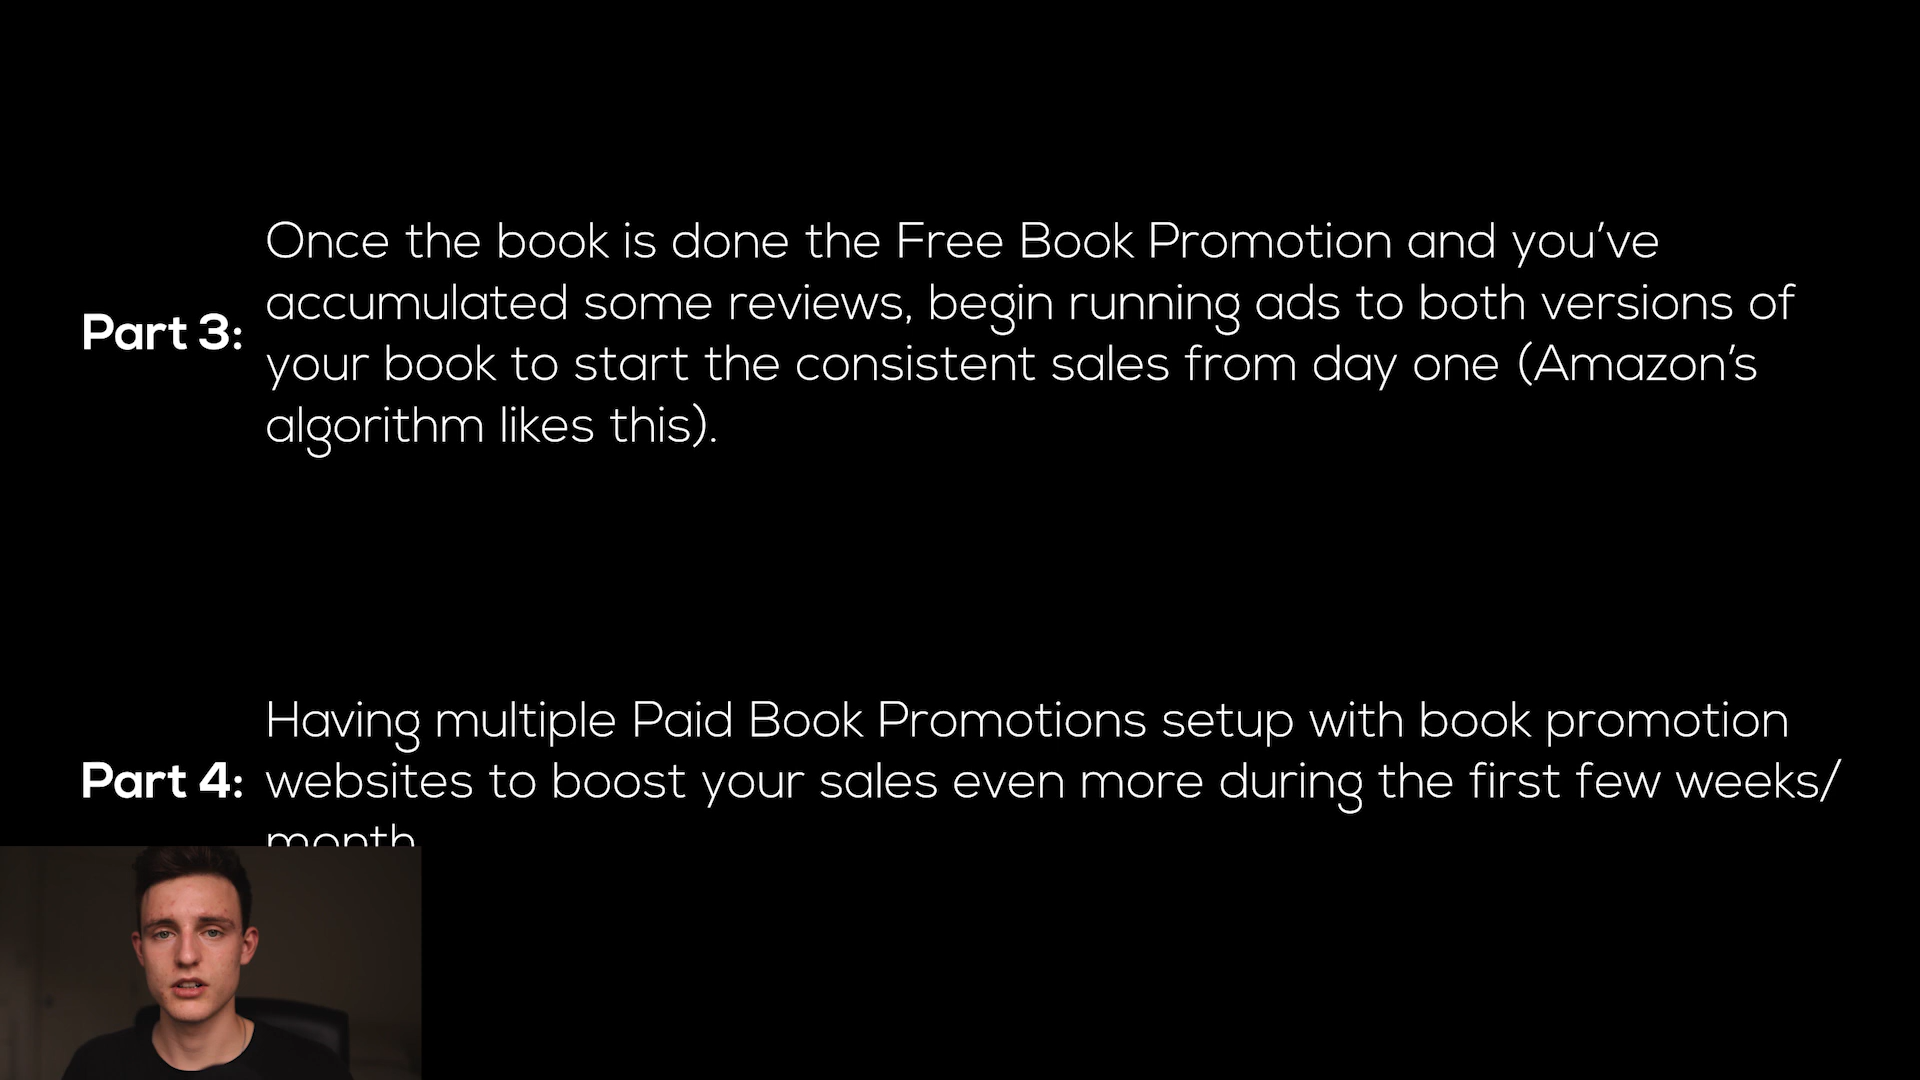 Once the book is done the Free Book Promotion and you've
accumulated some reviews, begin running ads to both versions of
Part 3:
your book to start the consistent sales from day one (Amazon's
algorithm likes this).
Having multiple Paid Book Promotions setup with book promotion
Part 4: websites to boost your sales even more during the first few weeks/
month